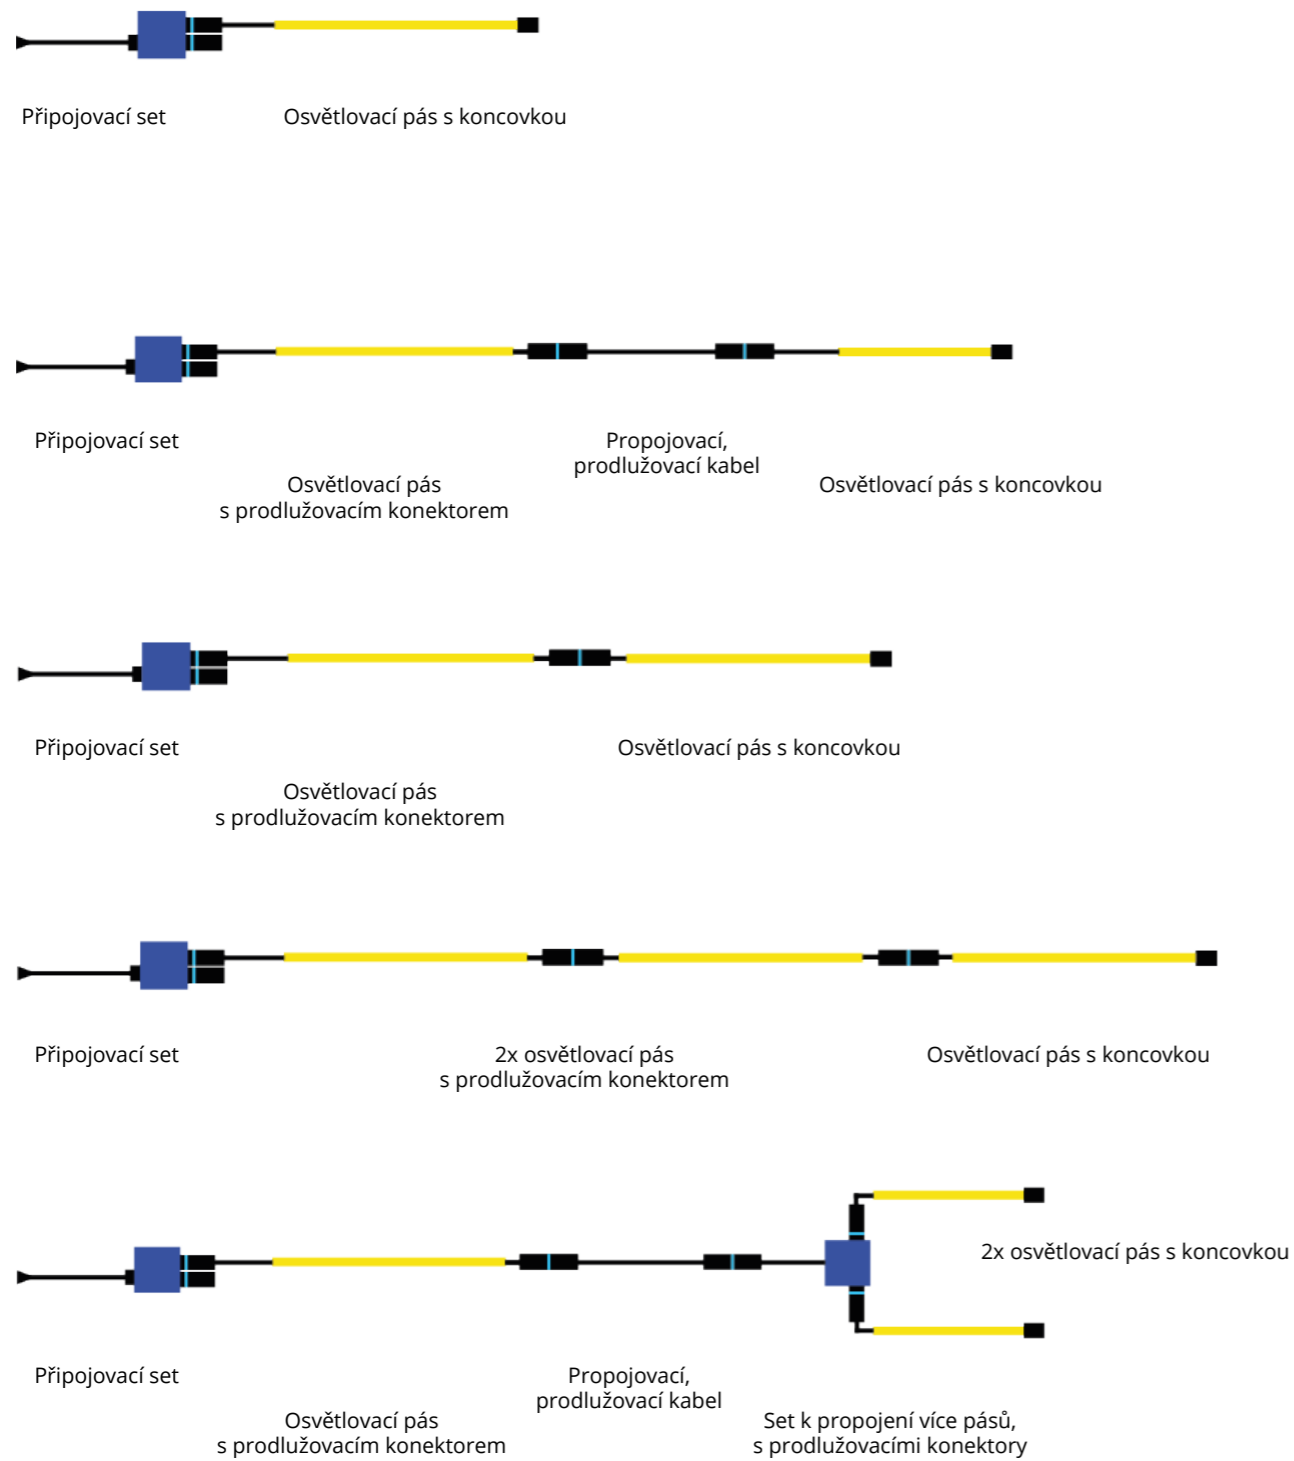 Připojovací set
Osvětlovací pás s koncovkou
Připojovací set
Osvětlovací pás
s prodlužovacím konektorem
Propojovací,
prodlužovací kabel
Osvětlovací pás s koncovkou
Připojovací set
Osvětlovací pás
s prodlužovacím konektorem
Osvětlovací pás s koncovkou
Připojovací set
2x osvětlovací pás
s prodlužovacím konektorem
Osvětlovací pás s koncovkou
2x osvětlovací pás s koncovkou
Připojovací set
Osvětlovací pás
s prodlužovacím konektorem
Propojovací,
prodlužovací kabel
Set k propojení více pásů,
s prodlužovacími konektory